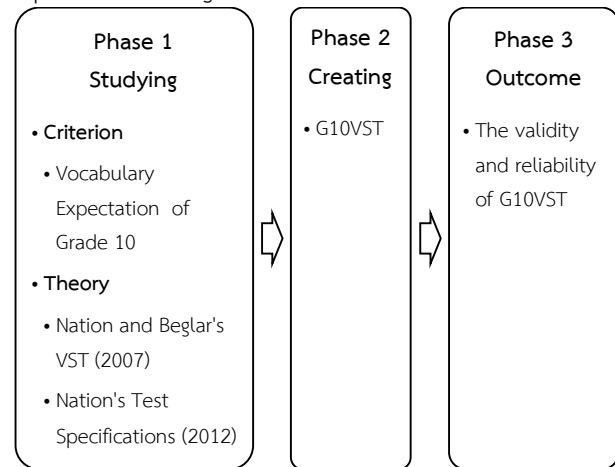 Phase 1
Studying
• Criterion
• Vocabulary
Expectation of
Grade 10
• Theory
• Nation and Beglar's
VST (2007)
• Nation's Test
Specifications (2012)
Phase 2
Creating
• G10VST
Phase 3
Outcome
• The validity
and reliability
of G10VST